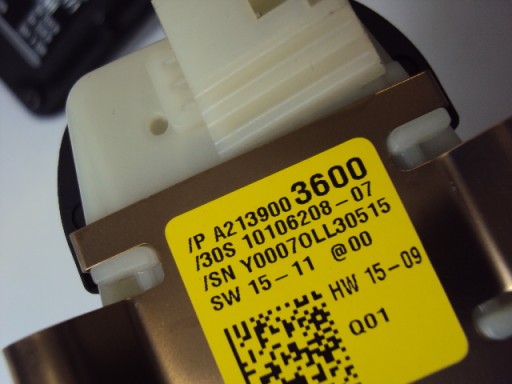 /P A213900 3600
/30S 10106208-07
/SN Y00070LL30515
SW 15-11 @00
HW 15-09
Q01